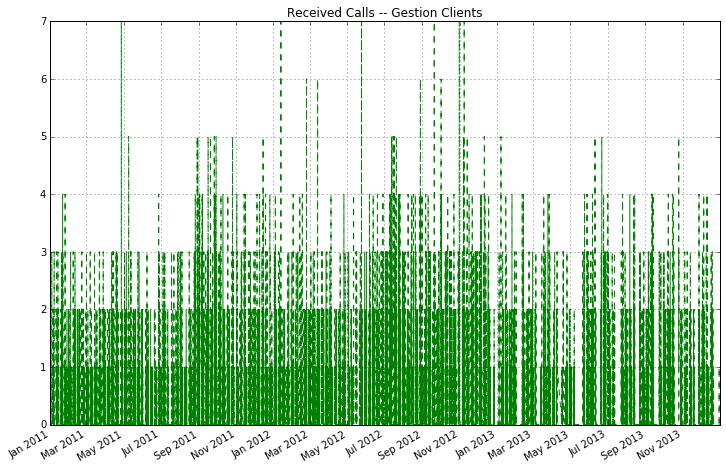 Received Calls -- Gestion Clients
7
6
5
4
3
2
1
0
Jan 2011
Mar 2011
May 2011
Jul 2011
Sep 2011
Nov 2011
Jan 2012
Mar 2012
May 2012
Jul 2012
Sep 2012
Nov 2012
Jan 2013
Mar 2013
May 2013
Jul 2013
Sep 2013
Nov 2013